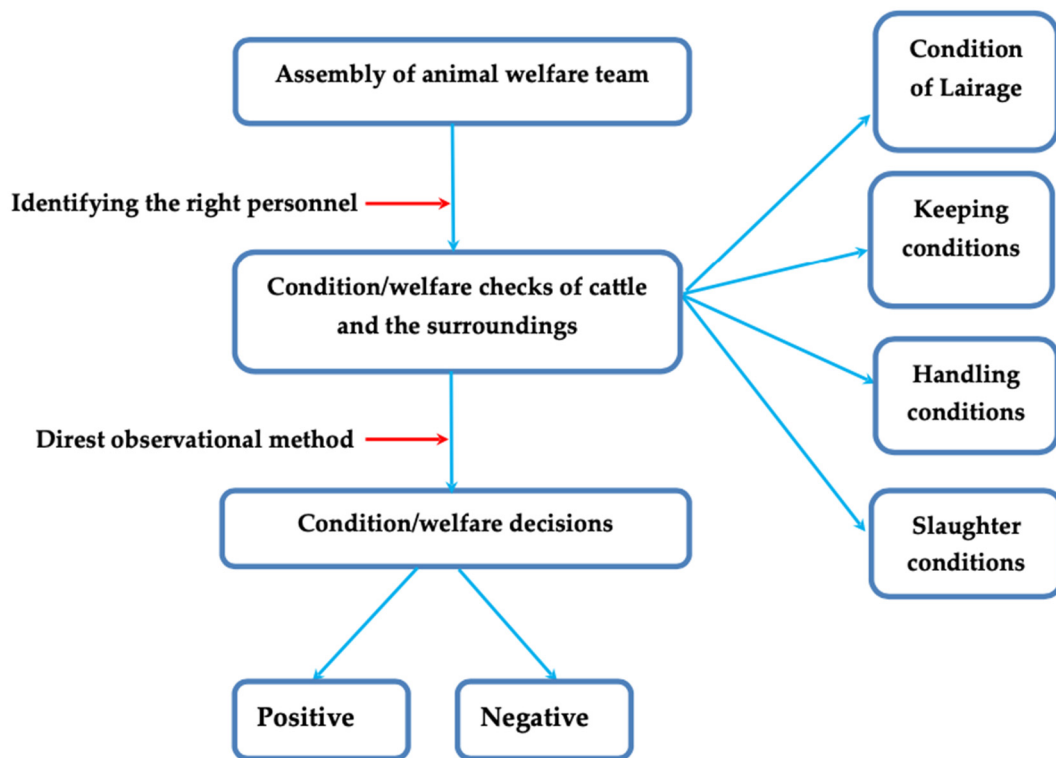 Assembly of animal welfare team
Identifying the right personnel
Condition/welfare checks of cattle
and the surroundings
Direst observational method
Condition/welfare decisions
Positive
Negative
Condition
of Lairage
Keeping
conditions
Handling
conditions
Slaughter
conditions